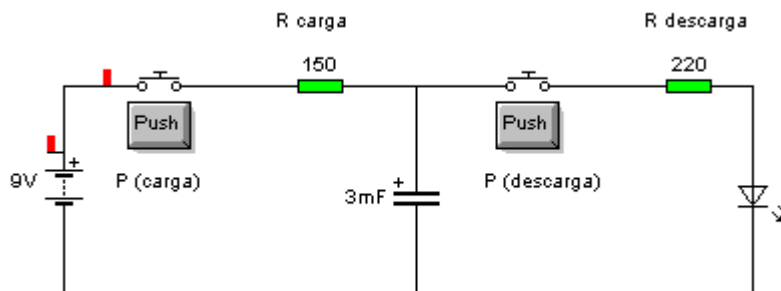 R carga
R descarga
150
220
Push
Push
+
9V
P (carga)
3mF
+
P (descarga)